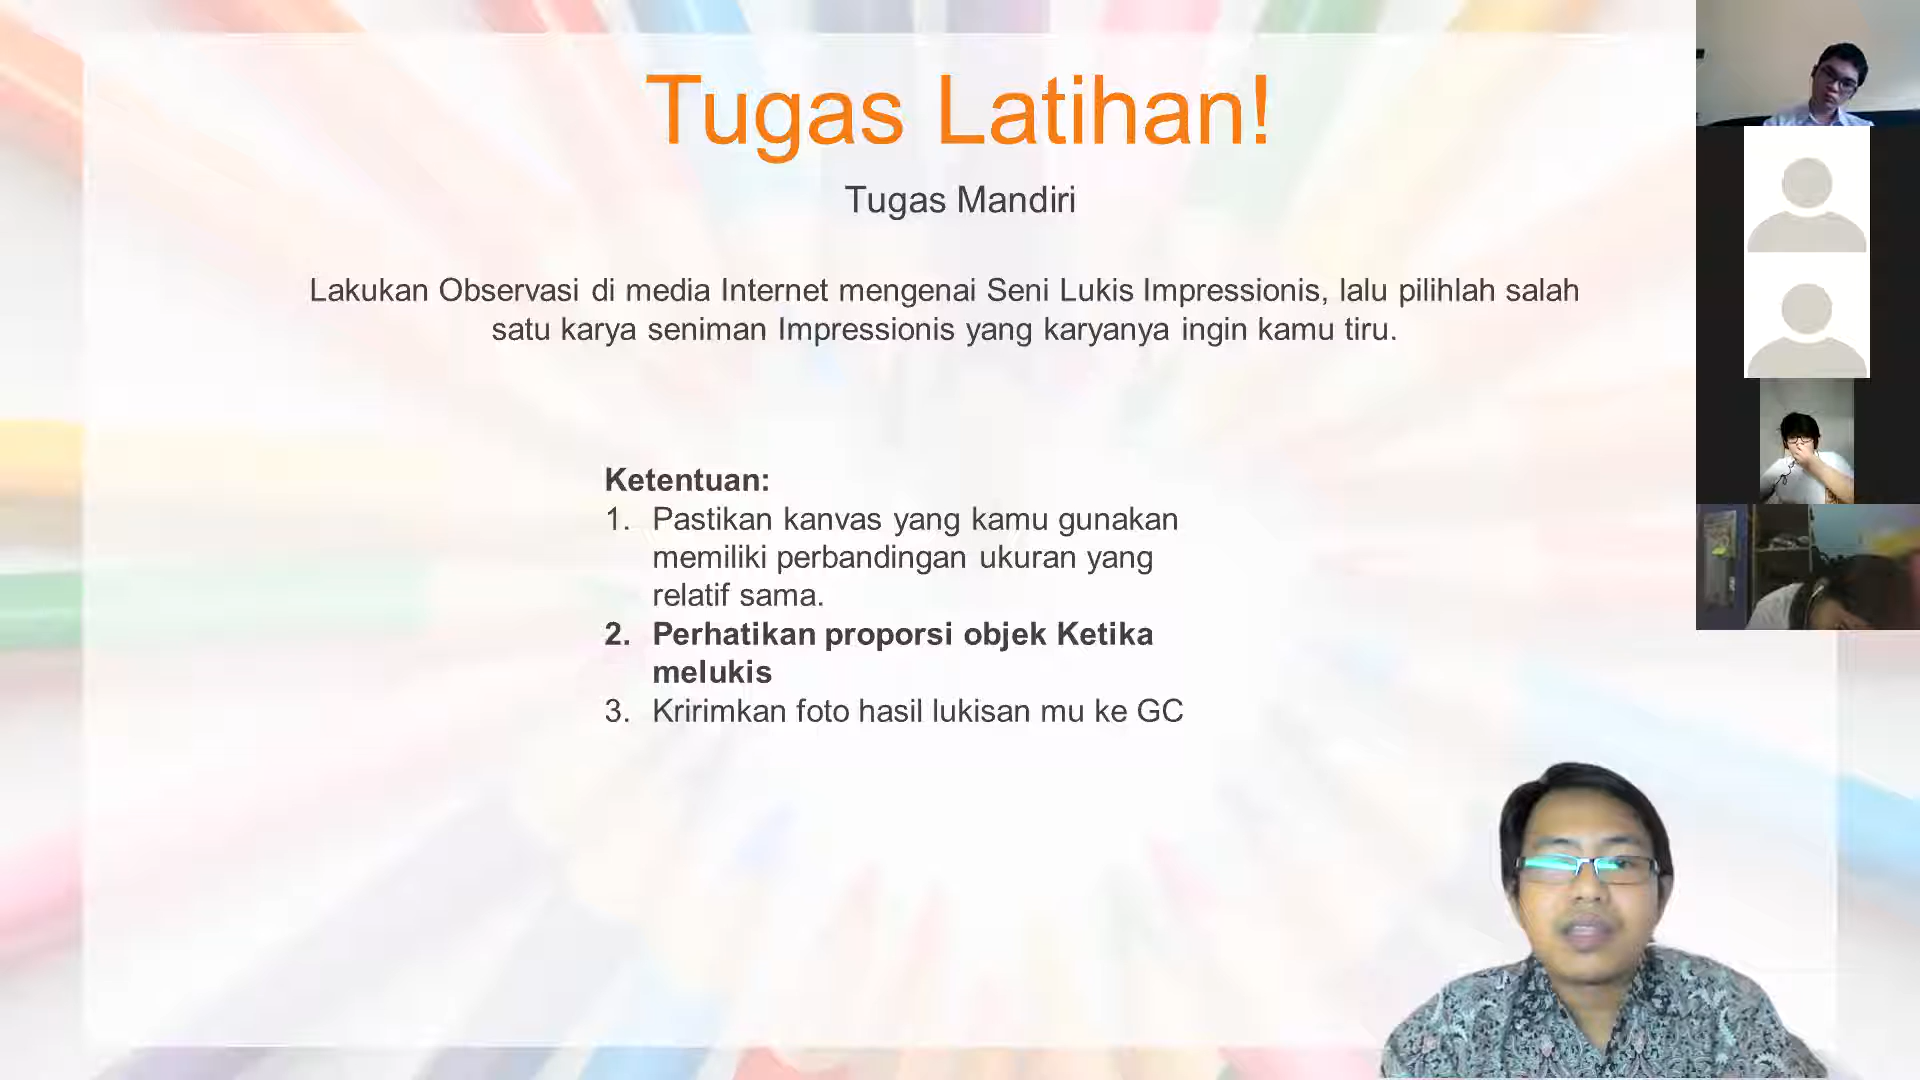 Tugas Latihan!
Tugas Mandiri
Lakukan Observasi di media Internet mengenai Seni Lukis Impressionis, lalu pilihlah salah
satu karya seniman Impressionis yang karyanya ingin kamu tiru.
Ketentuan:
1. Pastikan kanvas yang kamu gunakan
memiliki perbandingan ukuran yang
relatif sama.
2. Perhatikan proporsi objek Ketika
melukis
3. Kririmkan foto hasil lukisan mu ke GC